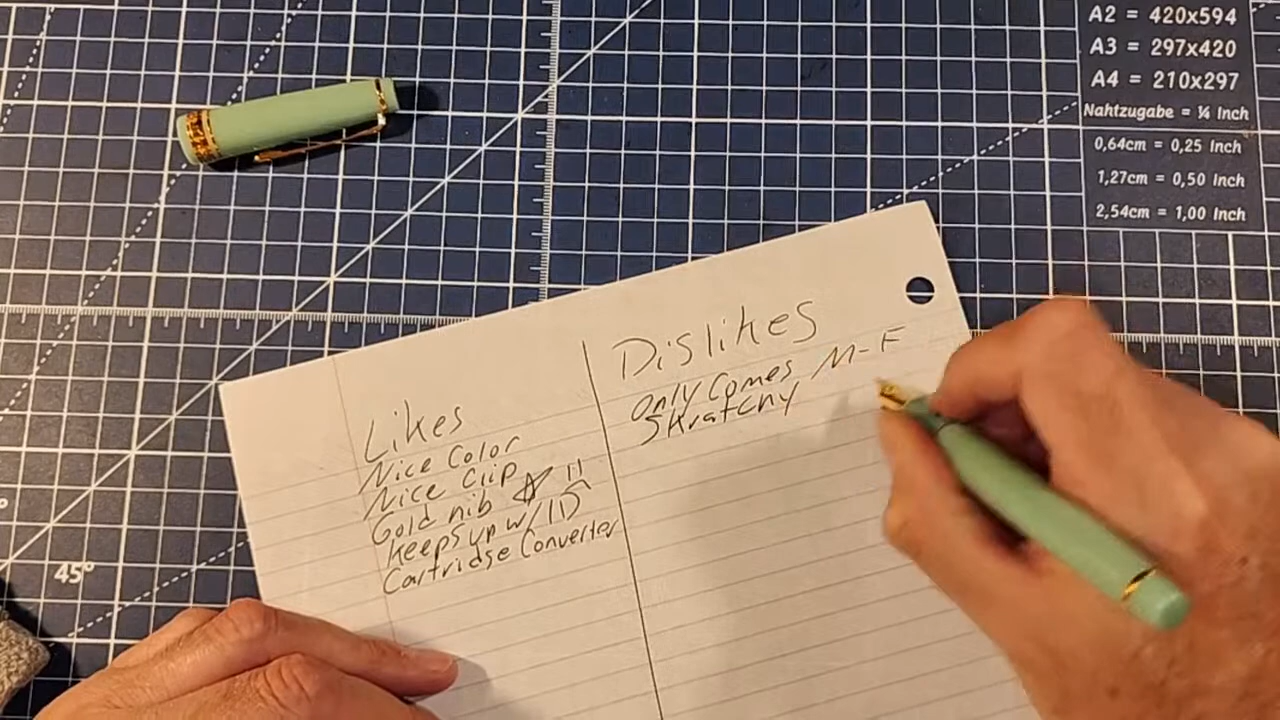 A2 = 420x594
A3 = 297x420
A4 = 210x297
Nahtzugabe = ¼ Inch
0,64cm = 0,25 Inch
1,27cm = 0,50 Inch
2,54cm = 1,00 Inch
45°
Likes
Nice Color
Nice Clip
Gold nib
Keeps up w/ ID
Cartridge Converter
Dislikes
Only Comes M-F
Skratchy